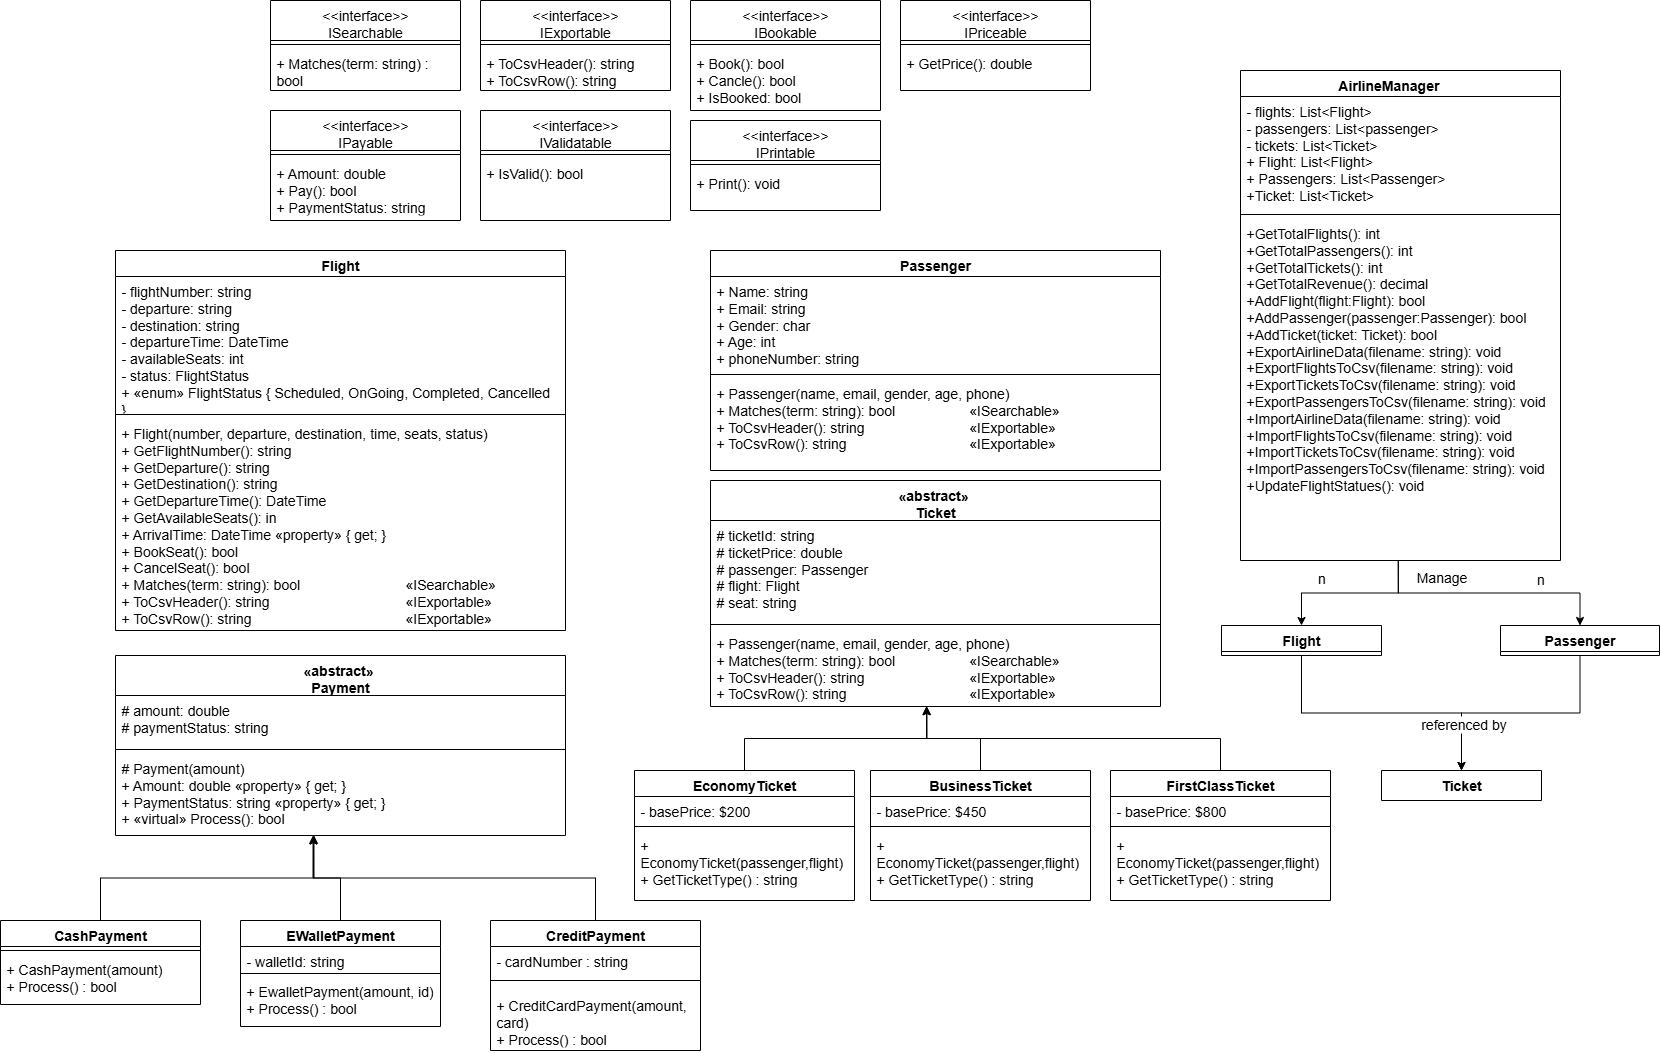 <<interface>>
ISearchable
+ Matches(term: string) :
bool
<<interface>>
IExportable
+ ToCsvHeader(): string
+ ToCsvRow(): string
<<interface>>
IBookable
+ Book(): bool
+ Cancle(): bool
+ IsBooked: bool
<<interface>>
IPriceable
+ GetPrice(): double
<<interface>>
IPayable
+ Amount: double
+ Pay(): bool
+ PaymentStatus: string
<<interface>>
IValidatable
+ IsValid(): bool
<<interface>>
IPrintable
+ Print(): void
AirlineManager
- flights: List<Flight>
- passengers: List<passenger>
- tickets: List<Ticket>
+ Flight: List<Flight>
+ Passengers: List<Passenger>
+Ticket: List<Ticket>
+GetTotalFlights(): int
+GetTotalPassengers(): int
+GetTotalTickets(): int
+GetTotalRevenue(): decimal
+AddFlight(flight:Flight): bool
+AddPassenger(passenger:Passenger): bool
+AddTicket(ticket: Ticket): bool
+ExportAirlineData(filename: string): void
+ExportFlightsToCsv(filename: string): void
+ExportTicketsToCsv(filename: string): void
+ExportPassengersToCsv(filename: string): void
+ImportAirlineData(filename: string): void
+ImportFlightsToCsv(filename: string): void
+ImportTicketsToCsv(filename: string): void
+ImportPassengersToCsv(filename: string): void
+UpdateFlightStatues(): void
n
Manage
n
Flight
Passenger
referenced by
Ticket
Flight
- flightNumber: string
- departure: string
- destination: string
- departureTime: DateTime
- availableSeats: int
- status: FlightStatus
+ «enum» FlightStatus { Scheduled, OnGoing, Completed, Cancelled
}
+ Flight(number, departure, destination, time, seats, status)
+ GetFlightNumber(): string
+ GetDeparture(): string
+ GetDestination(): string
+ GetDepartureTime(): DateTime
+ GetAvailableSeats(): in
+ ArrivalTime: DateTime «property» { get; }
+ BookSeat(): bool
+ CancelSeat(): bool
+ Matches(term: string): bool «ISearchable»
+ ToCsvHeader(): string «IExportable»
+ ToCsvRow(): string «IExportable»
Passenger
+ Name: string
+ Email: string
+ Gender: char
+ Age: int
+ phoneNumber: string
+ Passenger(name, email, gender, age, phone)
+ Matches(term: string): bool «ISearchable»
+ ToCsvHeader(): string «IExportable»
+ ToCsvRow(): string «IExportable»
«abstract»
Ticket
# ticketId: string
# ticketPrice: double
# passenger: Passenger
# flight: Flight
# seat: string
+ Passenger(name, email, gender, age, phone)
+ Matches(term: string): bool «ISearchable»
+ ToCsvHeader(): string «IExportable»
+ ToCsvRow(): string «IExportable»
EconomyTicket
- basePrice: $200
+
EconomyTicket(passenger,flight)
+ GetTicketType() : string
BusinessTicket
- basePrice: $450
+
EconomyTicket(passenger,flight)
+ GetTicketType() : string
FirstClassTicket
- basePrice: $800
+
EconomyTicket(passenger,flight)
+ GetTicketType() : string
«abstract»
Payment
# amount: double
# paymentStatus: string
# Payment(amount)
+ Amount: double «property» { get; }
+ PaymentStatus: string «property» { get; }
+ «virtual» Process(): bool
CashPayment
+ CashPayment(amount)
+ Process() : bool
EWalletPayment
- walletId: string
+ EwalletPayment(amount, id)
+ Process() : bool
CreditPayment
- cardNumber : string
+ CreditCardPayment(amount,
card)
+ Process() : bool